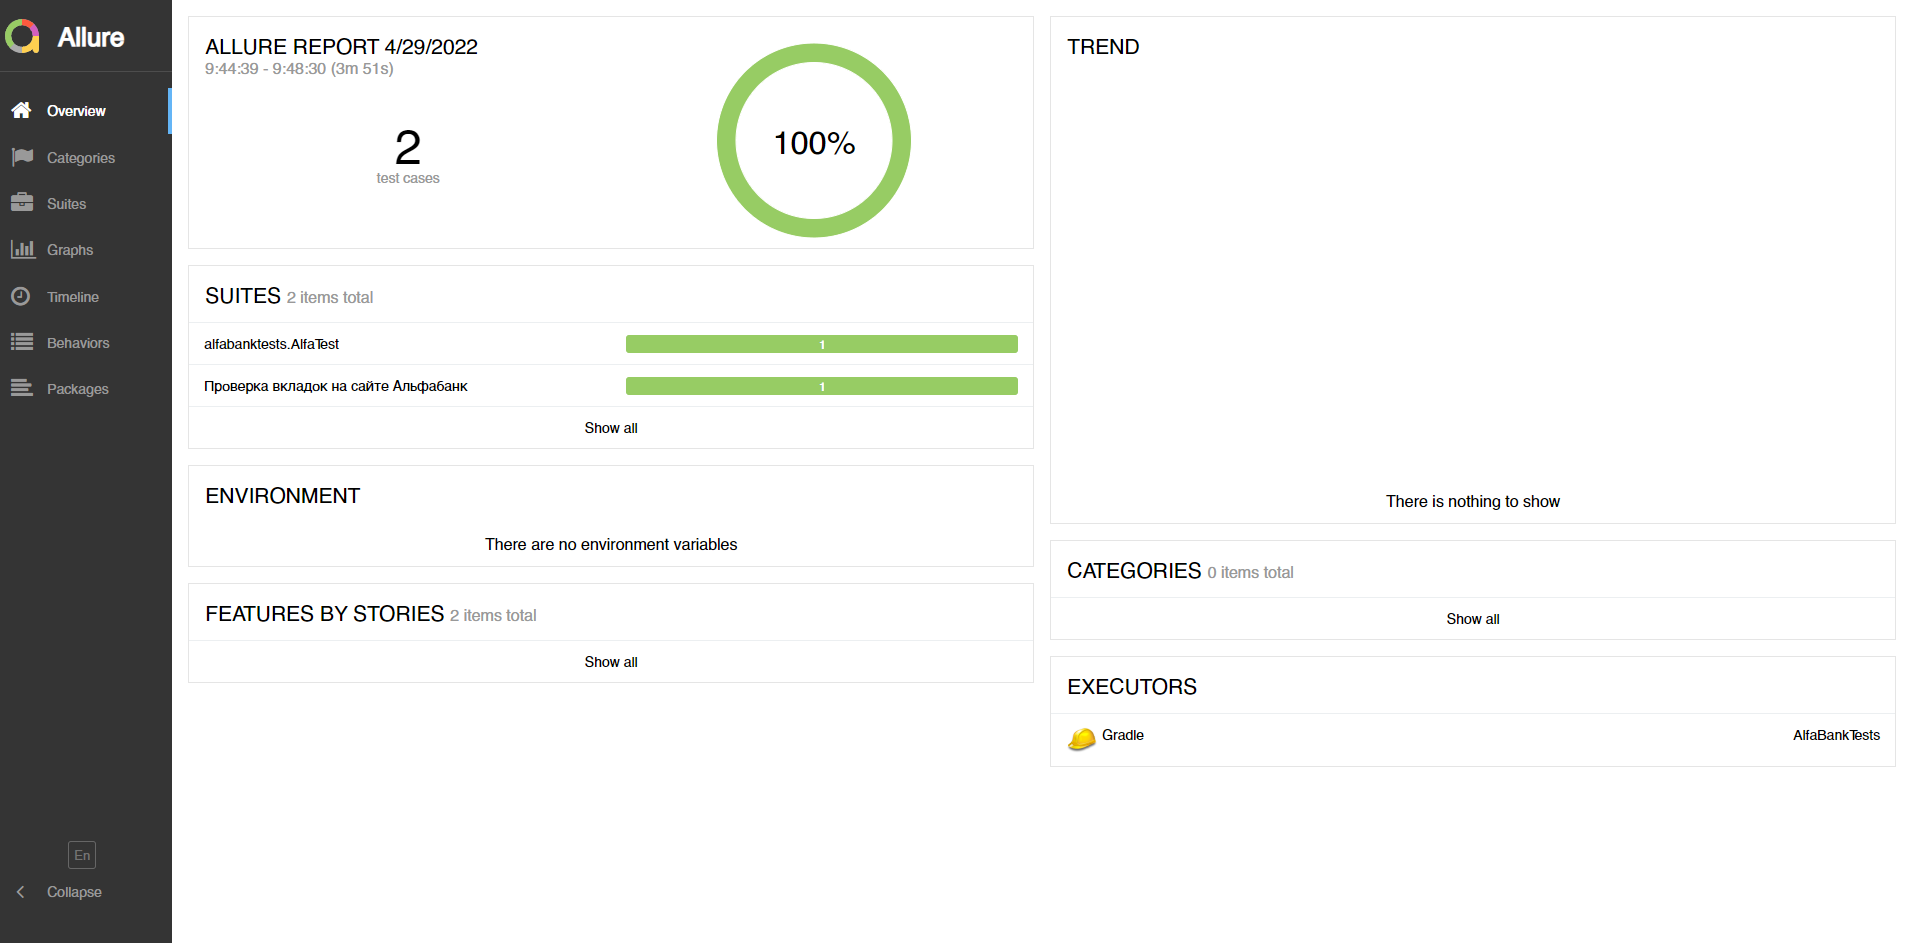 Allure
Overview
Categories
Suites
Graphs
Timeline
Behaviors
Packages
En
Collapse
ALLURE REPORT 4/29/2022
9:44:39 - 9:48:30 (3m 51s)
2
test cases
100%
SUITES 2 items total
alfabanktests.AlfaTest 1
Проверка вкладок на сайте Альфабанк 1
Show all
ENVIRONMENT
There are no environment variables
FEATURES BY STORIES 2 items total
Show all
TREND
There is nothing to show
CATEGORIES 0 items total
Show all
EXECUTORS
Gradle AlfaBankTests